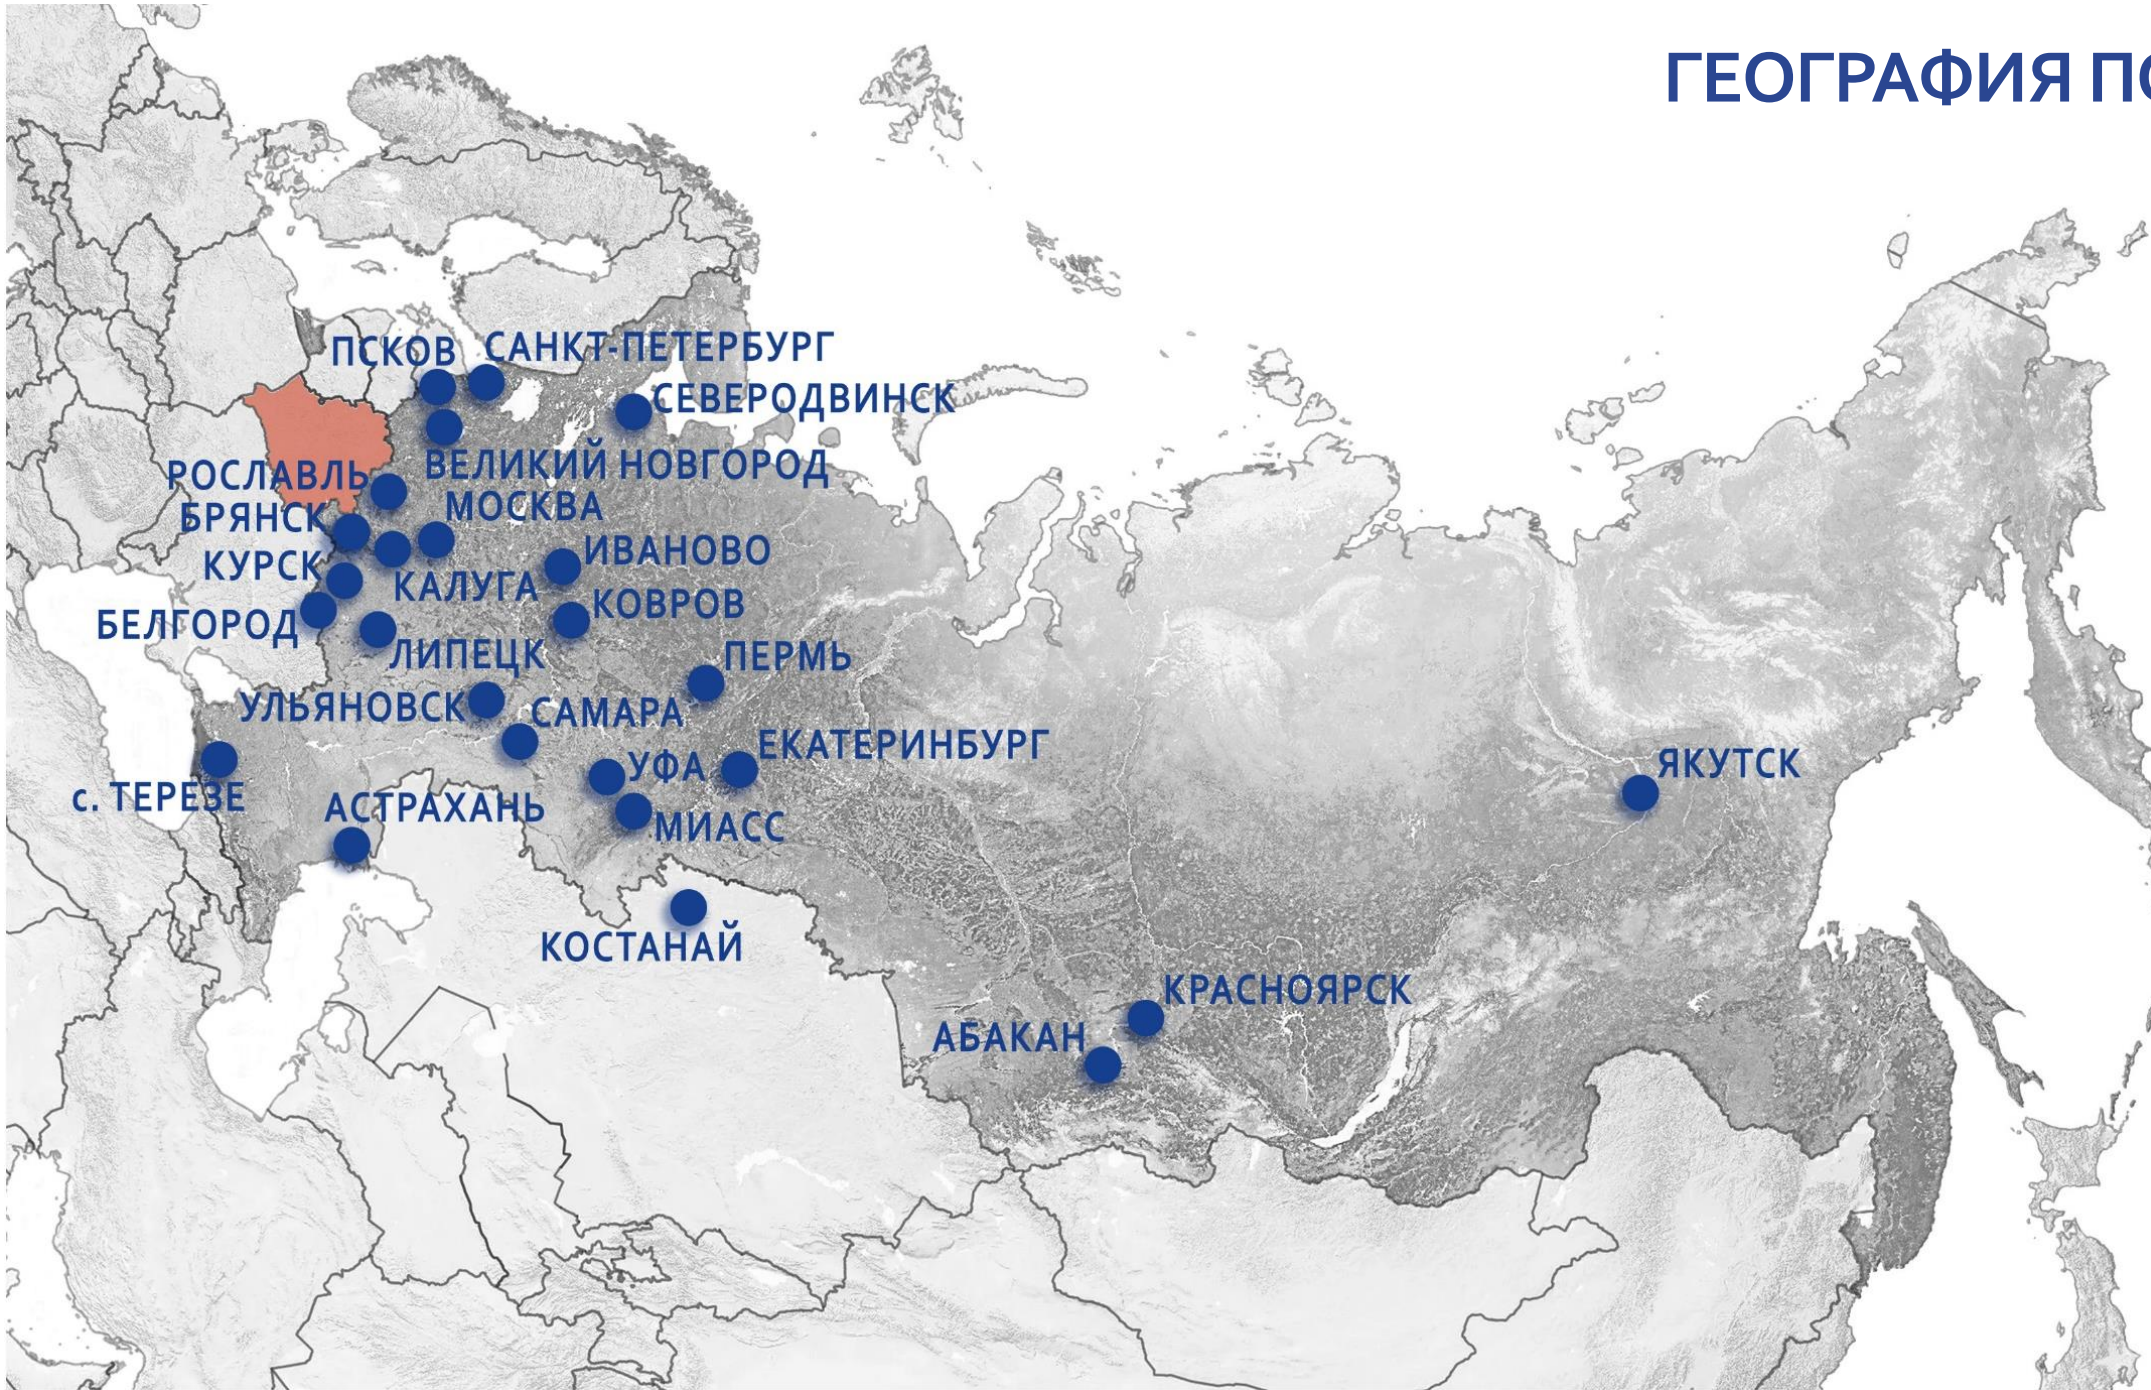 ГЕОГРАФИЯ
ПСКОВ
САНКТ-ПЕТЕРБУРГ
СЕВЕРОДВИНСК
ВЕЛИКИЙ НОВГОРОД
РОСЛАВЛЬ
МОСКВА
БРЯНСК
ИВАНОВО
КУРСК
КАЛУГА
КОВРОВ
БЕЛГОРОД
ЛИПЕЦК
ПЕРМЬ
УЛЬЯНОВСК
САМАРА
ЕКАТЕРИНБУРГ
УФА
ЯКУТСК
с. ТЕРЕЗЕ
АСТРАХАНЬ
МИАСС
КОСТАНАЙ
КРАСНОЯРСК
АБАКАН